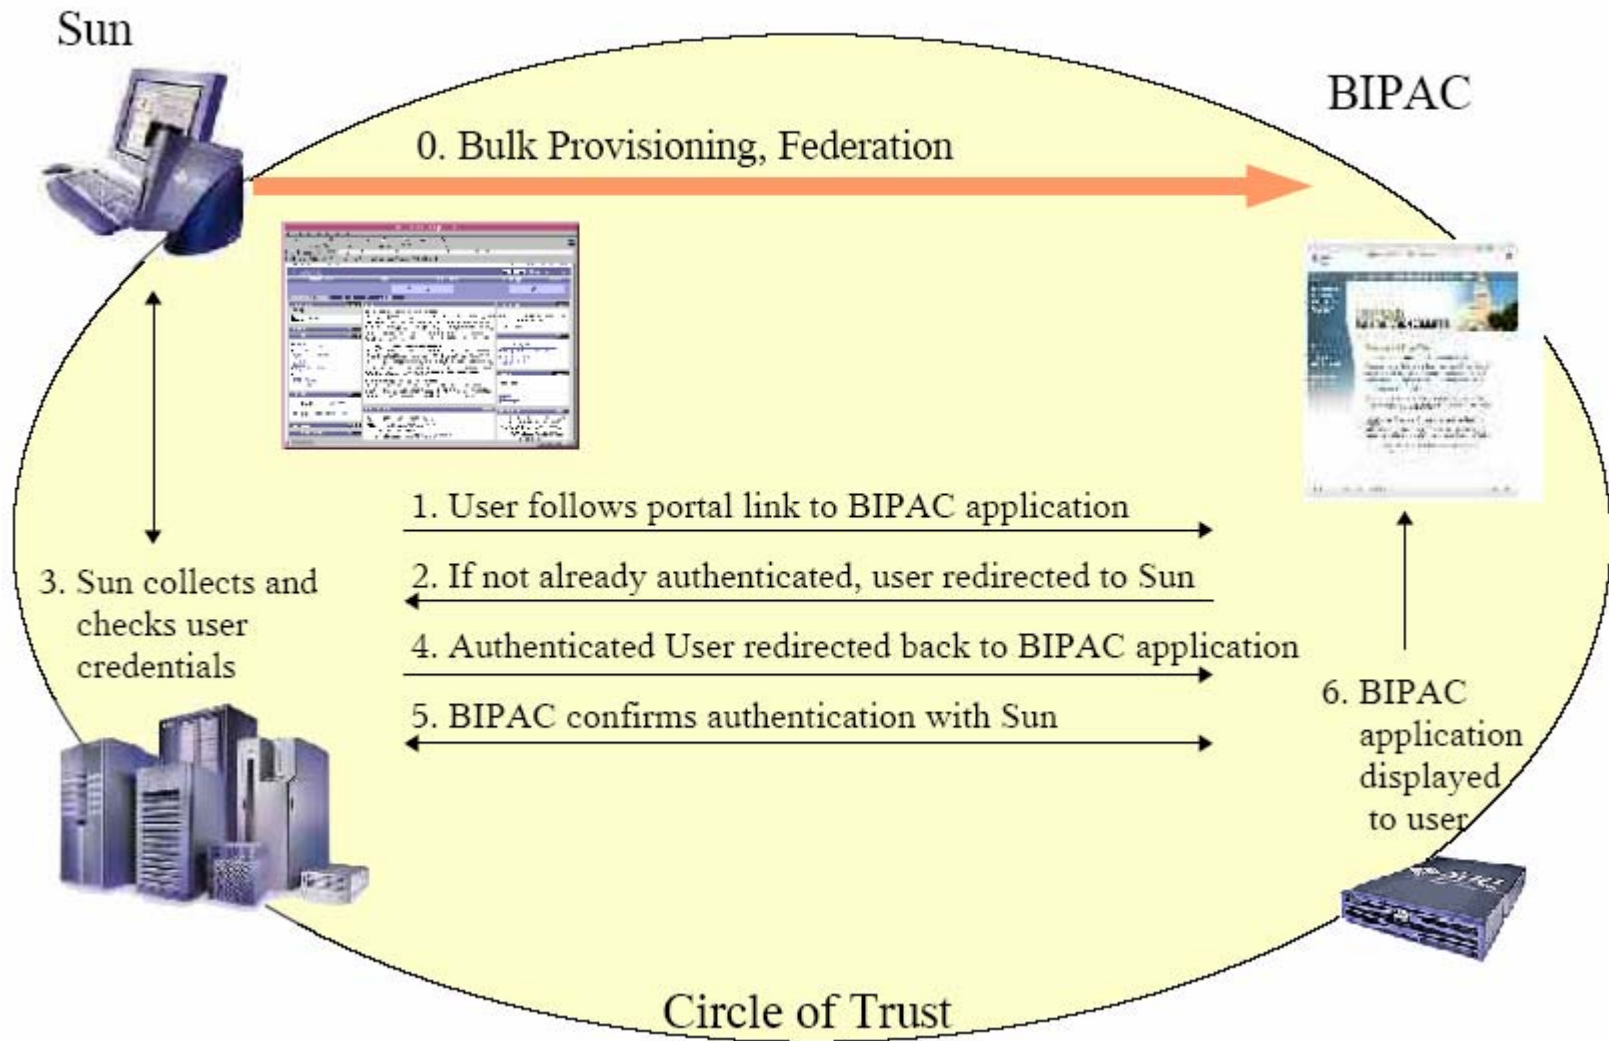 Sun
BIPAC
0. Bulk Provisioning, Federation
1. User follows portal link to BIPAC application
2. If not already authenticated, user redirected to Sun
3. Sun collects and
checks user
credentials
4. Authenticated User redirected back to BIPAC application
5. BIPAC confirms authentication with Sun
6. BIPAC
application
displayed
to user
Circle of Trust